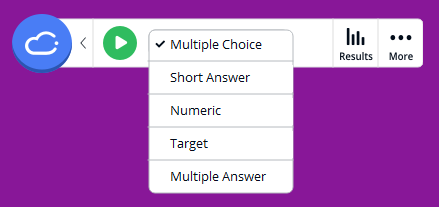 Multiple Choice
Short Answer
Numeric
Target
Multiple Answer
Results
More